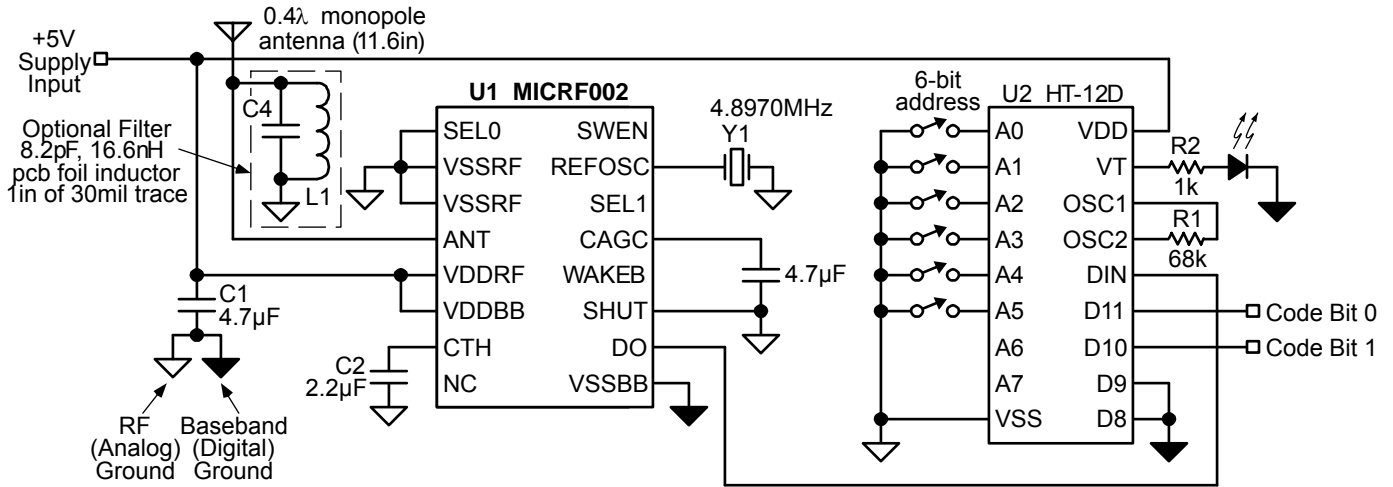 +5V
Supply
Input
0.4λ monopole
antenna (11.6in)
C4
L1
Optional Filter
8.2pF, 16.6nH
pcb foil inductor
1in of 30mil trace
C1
4.7µF
RF
(Analog)
Ground
Baseband
(Digital)
Ground
C2
2.2µF
U1 MICRF002
SEL0
VSSRF
VSSRF
ANT
VDDRF
VDDBB
CTH
NC
SWEN
REFOSC
SEL1
CAGC
WAKEB
SHUT
DO
VSSBB
4.8970MHz
Y1
4.7µF
6-bit
address
U2 HT-12D
A0
A1
A2
A3
A4
A5
A6
A7
VSS
VDD
VT
OSC1
OSC2
DIN
D11
D10
D9
D8
R2
1k
R1
68k
Code Bit 0
Code Bit 1